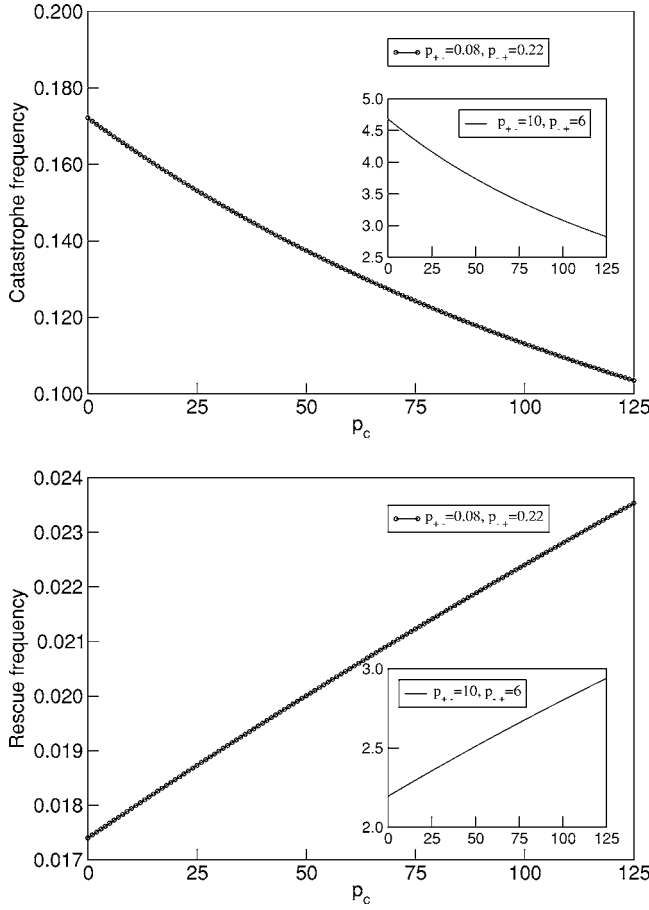 0.200
p+-=0.08, p-+=0.22
0.180
5.0
p+-=10, p-+=6
4.5
4.0
0.160
3.5
3.0
0.140
2.5
0 25 50 75 100 125
0.120
0.100
0 25 50 75 100 125
Catastrophe frequency
pc
0.024
p+-=0.08, p-+=0.22
0.023
0.022
0.021
3.0
p+-=10, p-+=6
0.020
2.5
0.019
2.0
0 25 50 75 100 125
0.018
0.017
0 25 50 75 100 125
Rescue frequency
pc